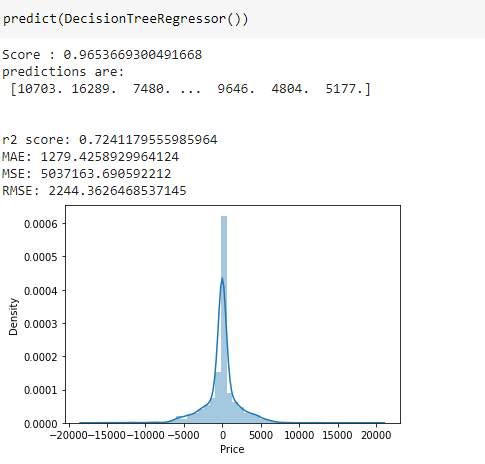 predict(DecisionTreeRegressor())
Score : 0.9653669300491668
predictions are:
[10703. 16289. 7480. ... 9646. 4804. 5177.]
r2 score: 0.7241179555985964
MAE: 1279.4258929964124
MSE: 5037163.690592212
RMSE: 2244.3626468537145
0.0006
0.0005
0.0004
0.0003
0.0002
0.0001
0.0000
Density
−20000 −15000 −10000 −5000 0 5000 10000 15000 20000
Price